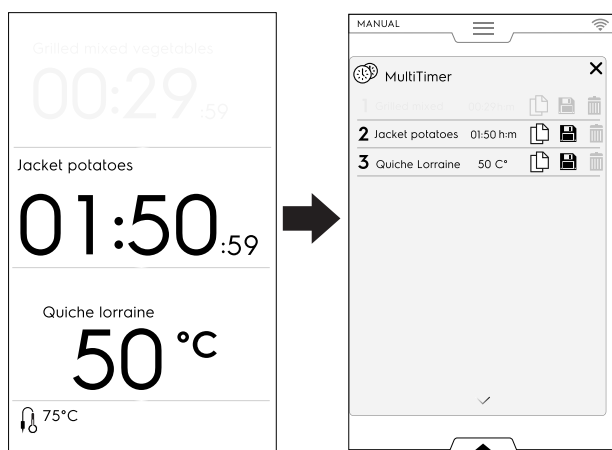 Grilled mixed vegetables
00:29:59
Jacket potatoes
01:50:59
Quiche lorraine
50 °C
75°C
MANUAL
MultiTimer
1 Grilled mixed 00:29 h:m
2 Jacket potatoes 01:50 h:m
3 Quiche Lorraine 50 C°